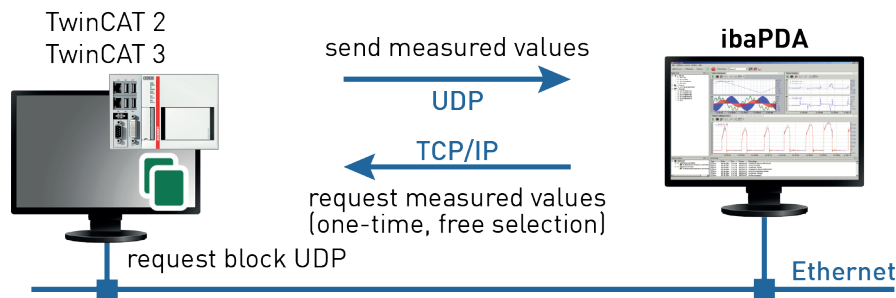 TwinCAT 2
TwinCAT 3
send measured values
UDP
ibaPDA
TCP/IP
request measured values
(one-time, free selection)
request block UDP
Ethernet